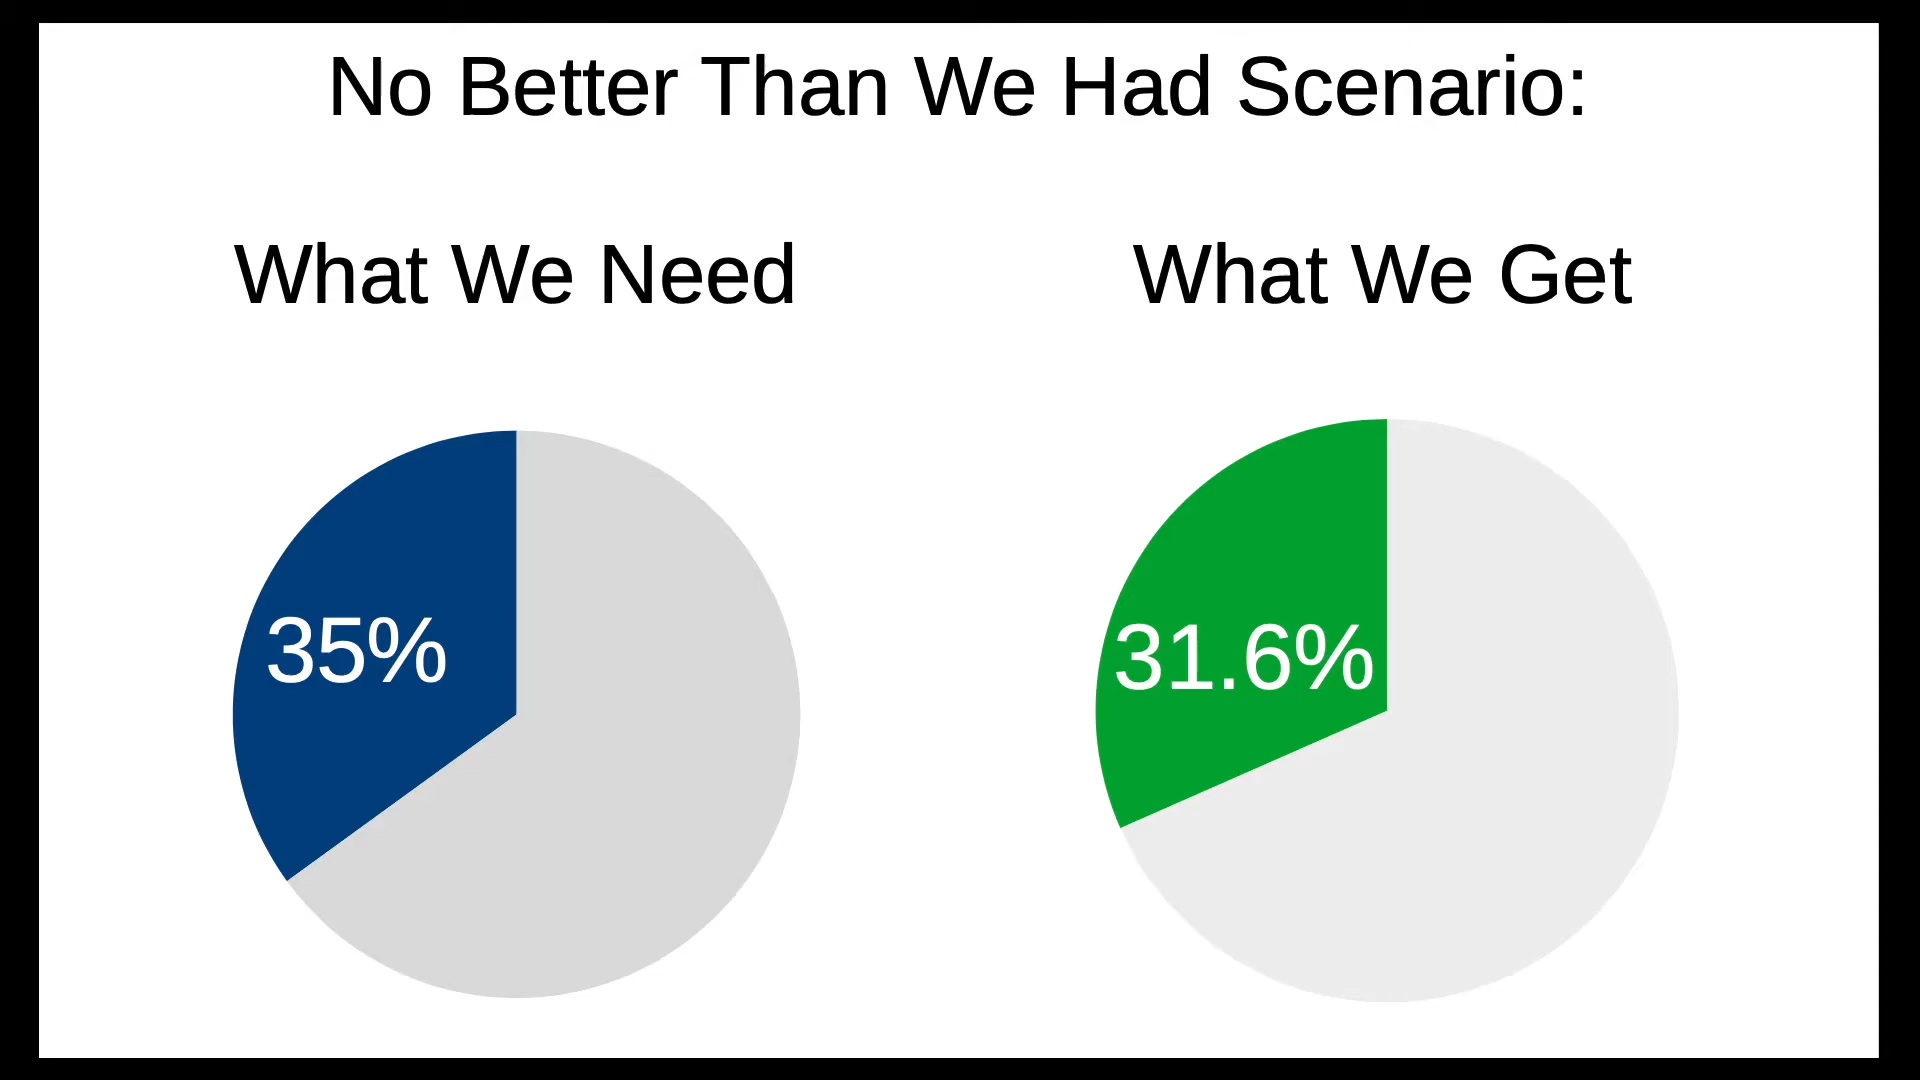 No Better Than We Had Scenario:
What We Need
What We Get
35%
31.6%